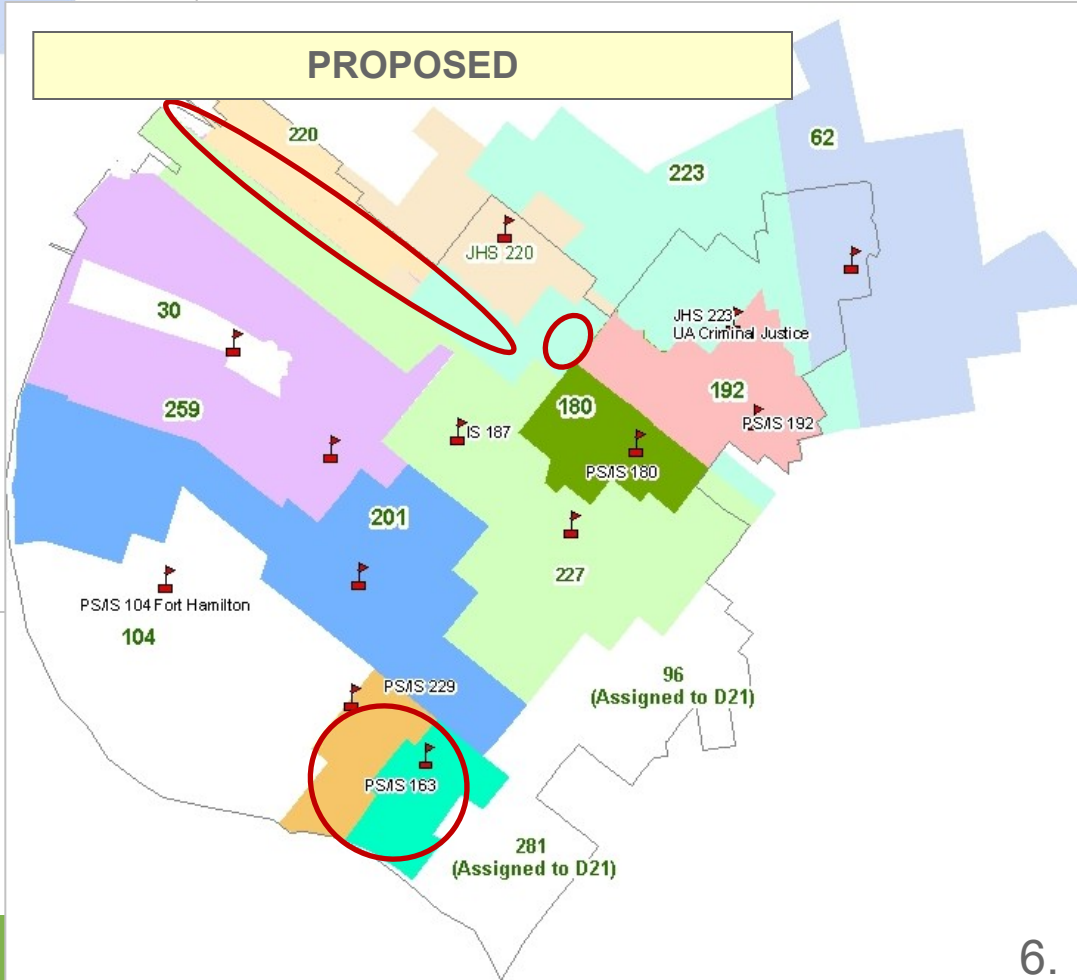 PROPOSED
220
62
223
JHS 220
30
JHS 223
UA Criminal Justice
192
259
180
PS/IS 192
IS 187
PS/IS 180
201
227
PS/IS 104 Fort Hamilton
104
96
(Assigned to D21)
PS/IS 229
PS/IS 163
281
(Assigned to D21)
6.